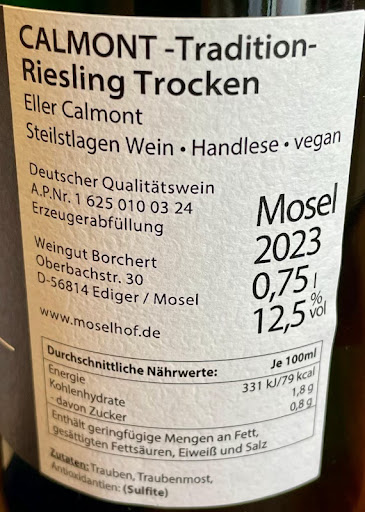 CALMONT -Tradition-
Riesling Trocken
Eller Calmont
Steilstlagen Wein • Handlese • vegan
Deutscher Qualitätswein
A.P.Nr. 1 625 010 03 24
Erzeugerabfüllung
Weingut Borchert
Oberbachstr. 30
D-56814 Ediger / Mosel
www.moselhof.de
Mosel
2023
0,75 l
12,5 % vol
Durchschnittliche Nährwerte: Je 100ml
Energie 331 kJ/79 kcal
Kohlenhydrate 1,8 g
- davon Zucker 0,8 g
Enthält geringfügige Mengen an Fett,
gesättigten Fettsäuren, Eiweiß und Salz
Zutaten: Trauben, Traubenmost,
Antioxidantien: (Sulfite)